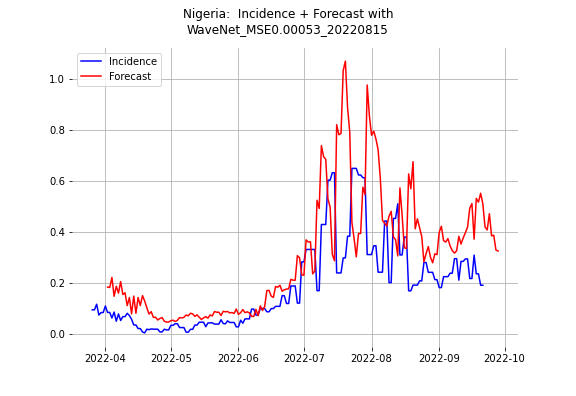 Nigeria:  Incidence + Forecast with
WaveNet_MSE0.00053_20220815
Incidence
Forecast
1.0
0.8
0.6
0.4
0.2
0.0
2022-04 2022-05 2022-06 2022-07 2022-08 2022-09 2022-10